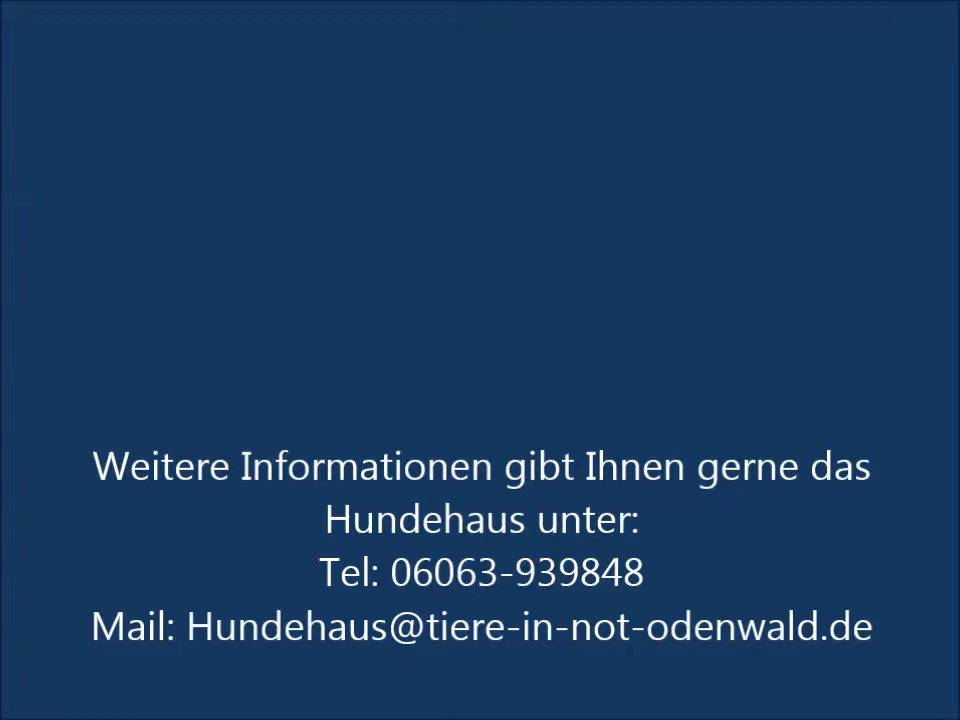 Weitere Informationen gibt Ihnen gerne das
Hundehaus unter:
Tel: 06063-939848
Mail: Hundehaus@tiere-in-not-odenwald.de